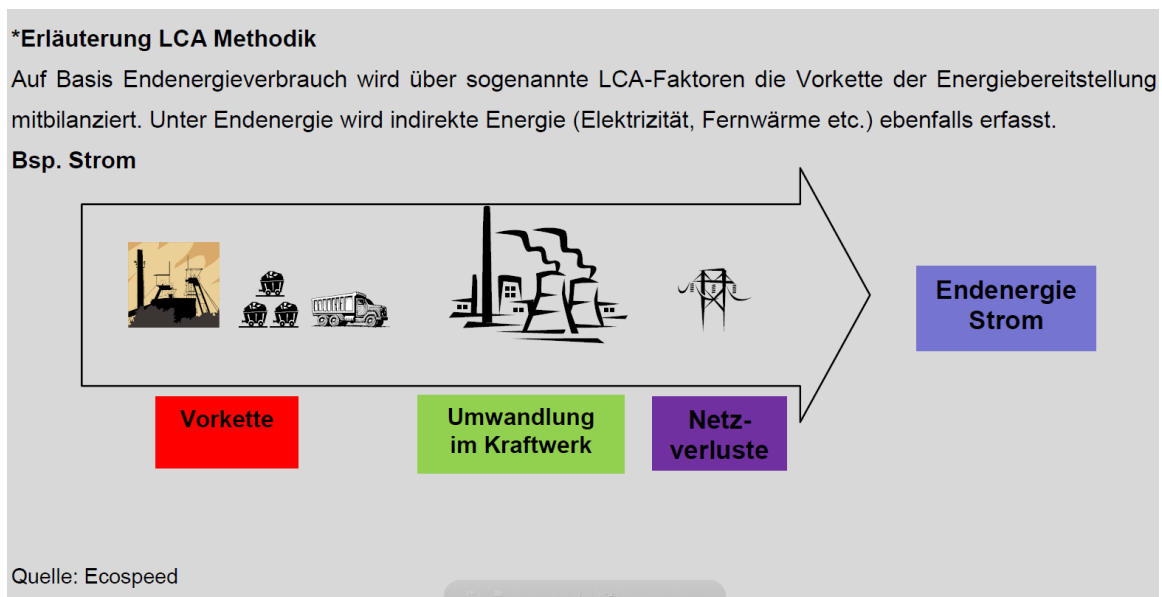 *Erläuterung LCA Methodik
Auf Basis Endenergieverbrauch wird über sogenannte LCA-Faktoren die Vorkette der Energiebereitstellung
mitbilanziert. Unter Endenergie wird indirekte Energie (Elektrizität, Fernwärme etc.) ebenfalls erfasst.
Bsp. Strom
Endenergie
Strom
Vorkette
Umwandlung
im Kraftwerk
Netz-
verluste
Quelle: Ecospeed